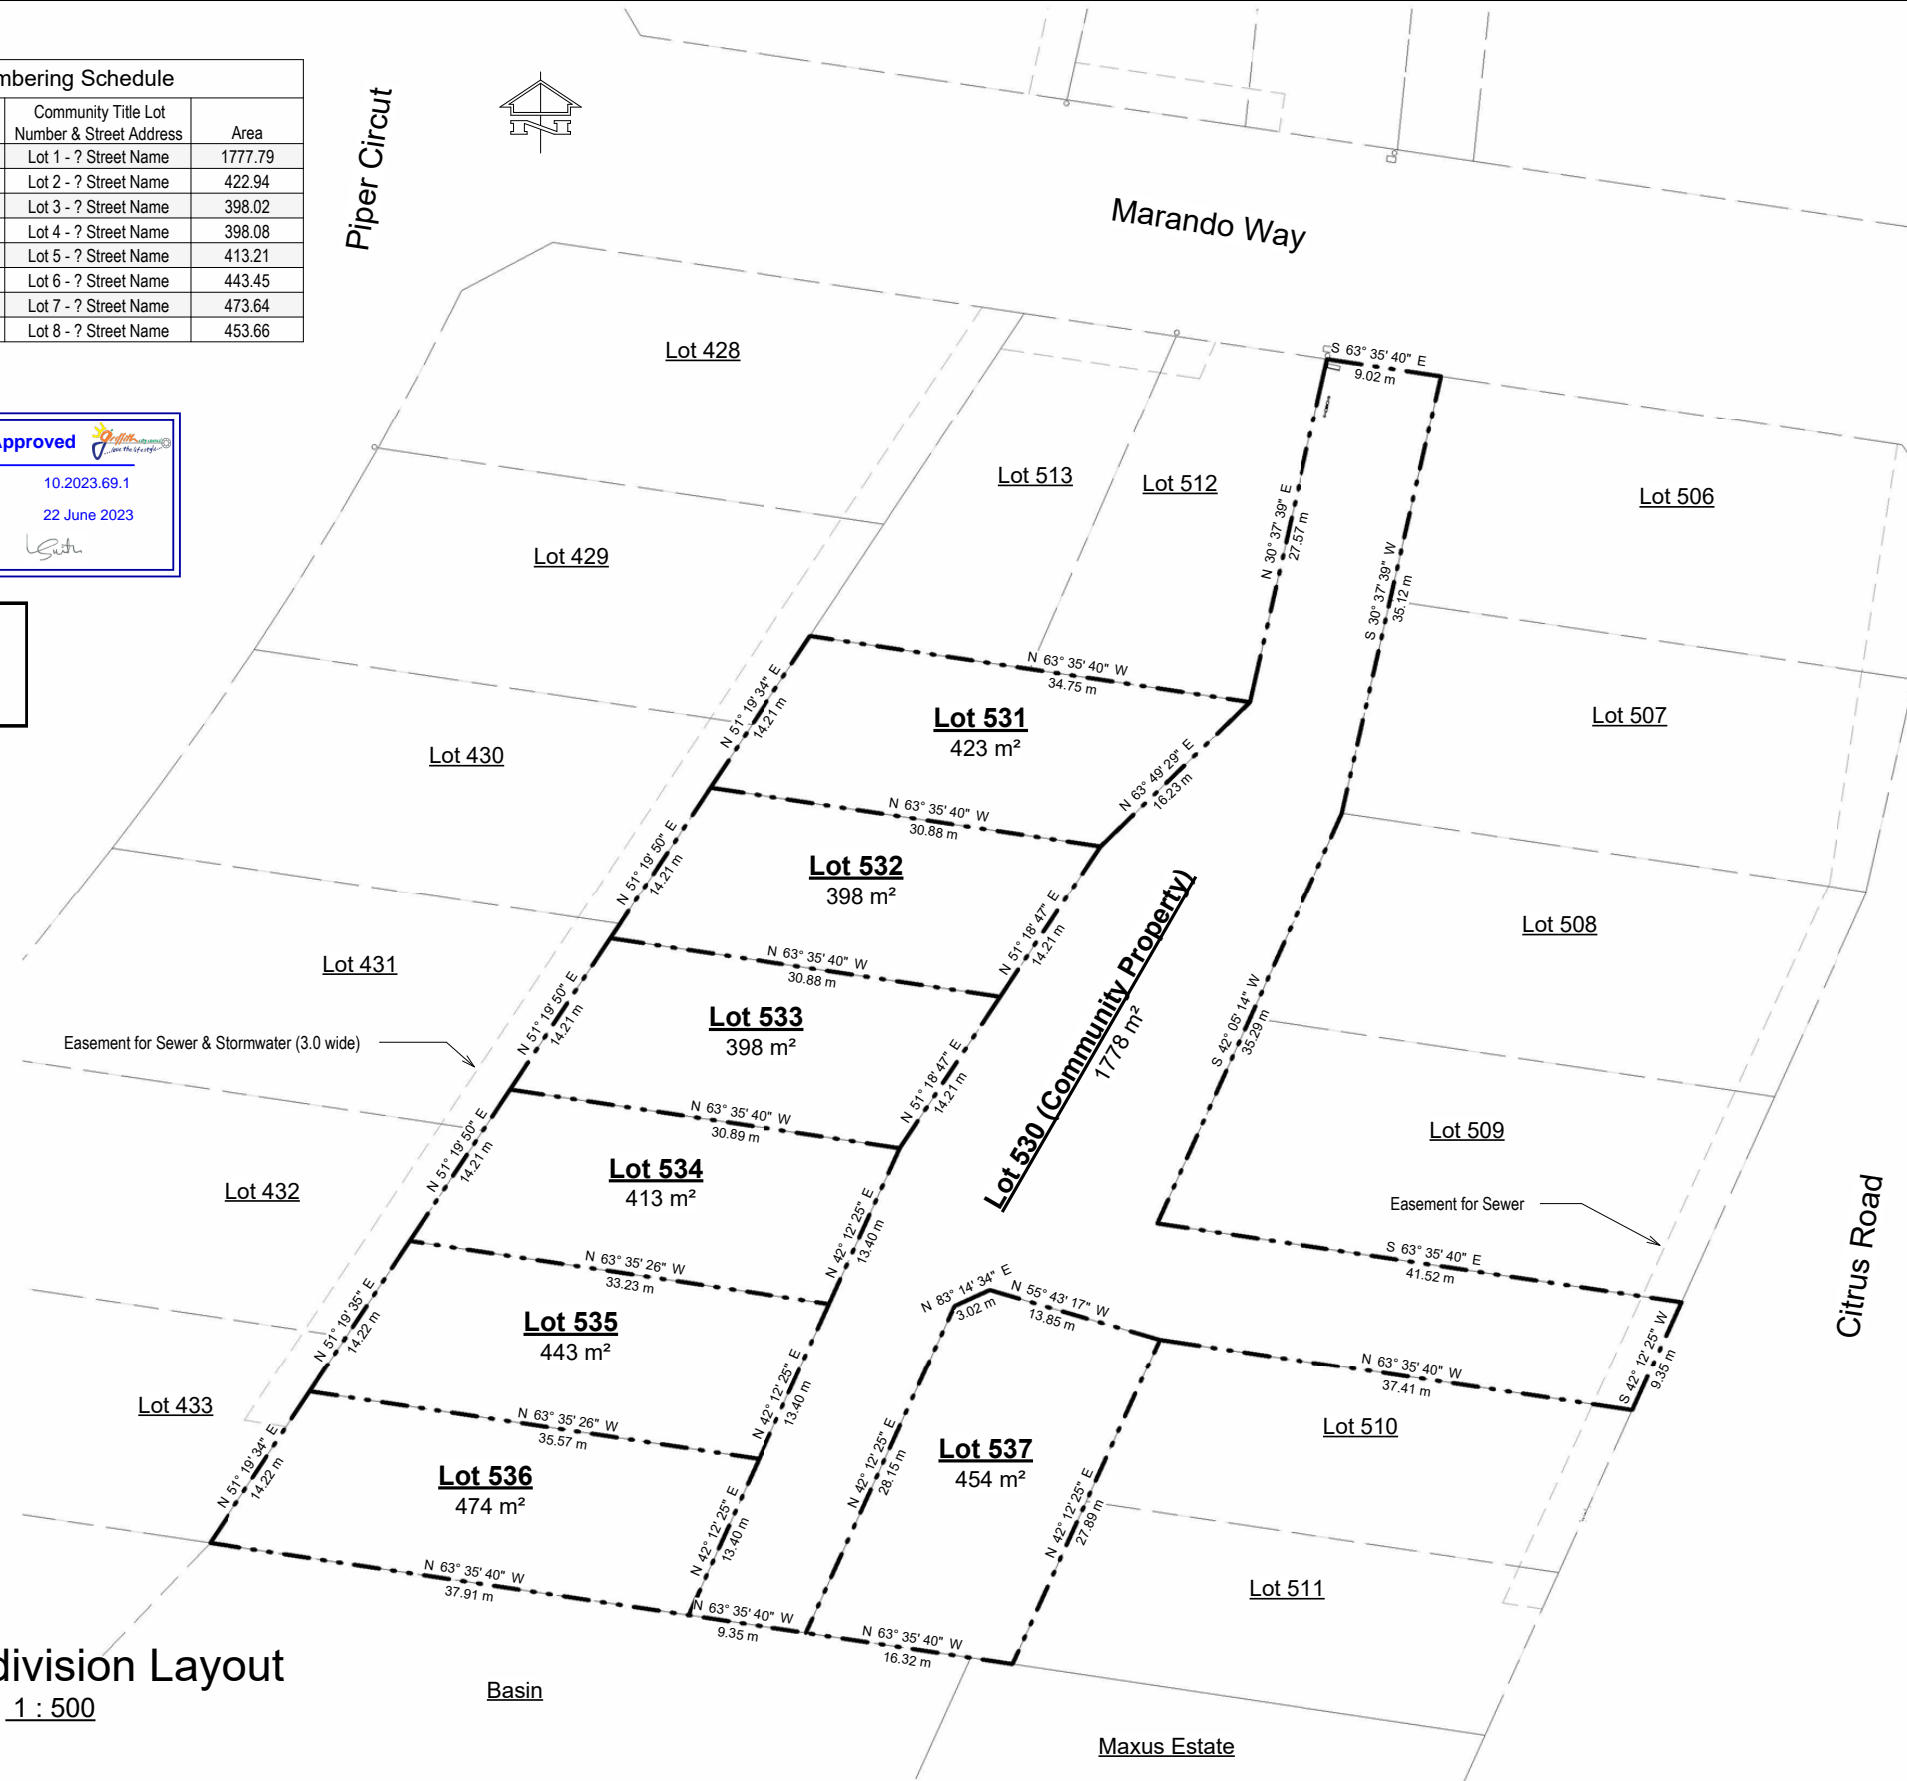 mbering Schedule
Community Title Lot
Number & Street Address
Area
Lot 1 - ? Street Name 1777.79
Lot 2 - ? Street Name 422.94
Lot 3 - ? Street Name 398.02
Lot 4 - ? Street Name 398.08
Lot 5 - ? Street Name 413.21
Lot 6 - ? Street Name 443.45
Lot 7 - ? Street Name 473.64
Lot 8 - ? Street Name 453.66
Piper Circut
N
Marando Way
pproved
Griffith
...love the lifestyle...
10.2023.69.1
22 June 2023
Lot 428
Lot 429
Lot 430
Lot 431
Lot 432
Lot 433
Lot 513
Lot 512
Lot 506
Lot 507
Lot 508
Lot 509
Lot 510
Lot 511
S 63° 35' 40" E
9.02 m
N 30° 37' 39" E
27.57 m
S 30° 37' 39" W
35.12 m
N 63° 35' 40" W
34.75 m
N 51° 19' 34" E
14.21 m
Lot 531
423 m²
N 63° 49' 29" E
16.23 m
N 63° 35' 40" W
30.88 m
N 51° 19' 50" E
14.21 m
Lot 532
398 m²
N 51° 18' 47" E
14.21 m
N 63° 35' 40" W
30.88 m
N 51° 19' 50" E
14.21 m
Lot 533
398 m²
N 51° 18' 47" E
14.21 m
Lot 530 (Community Property)
1778 m²
S 42° 05' 14" W
35.29 m
Easement for Sewer & Stormwater (3.0 wide)
N 63° 35' 40" W
30.89 m
N 51° 19' 50" E
14.21 m
Lot 534
413 m²
N 42° 12' 25" E
13.40 m
Easement for Sewer
Citrus Road
S 63° 35' 40" E
41.52 m
N 63° 35' 26" W
33.23 m
N 51° 19' 35" E
14.22 m
Lot 535
443 m²
N 42° 12' 25" E
13.40 m
N 83° 14' 34" E
3.02 m
N 55° 43' 17" W
13.85 m
N 63° 35' 40" W
37.41 m
S 42° 12' 25" W
9.35 m
N 63° 35' 26" W
35.57 m
N 51° 19' 34" E
14.22 m
Lot 536
474 m²
N 42° 12' 25" E
13.40 m
N 42° 12' 25" E
28.15 m
Lot 537
454 m²
N 42° 12' 25" E
27.89 m
N 63° 35' 40" W
37.91 m
N 63° 35' 40" W
9.35 m
N 63° 35' 40" W
16.32 m
division Layout
1 : 500
Basin
Maxus Estate